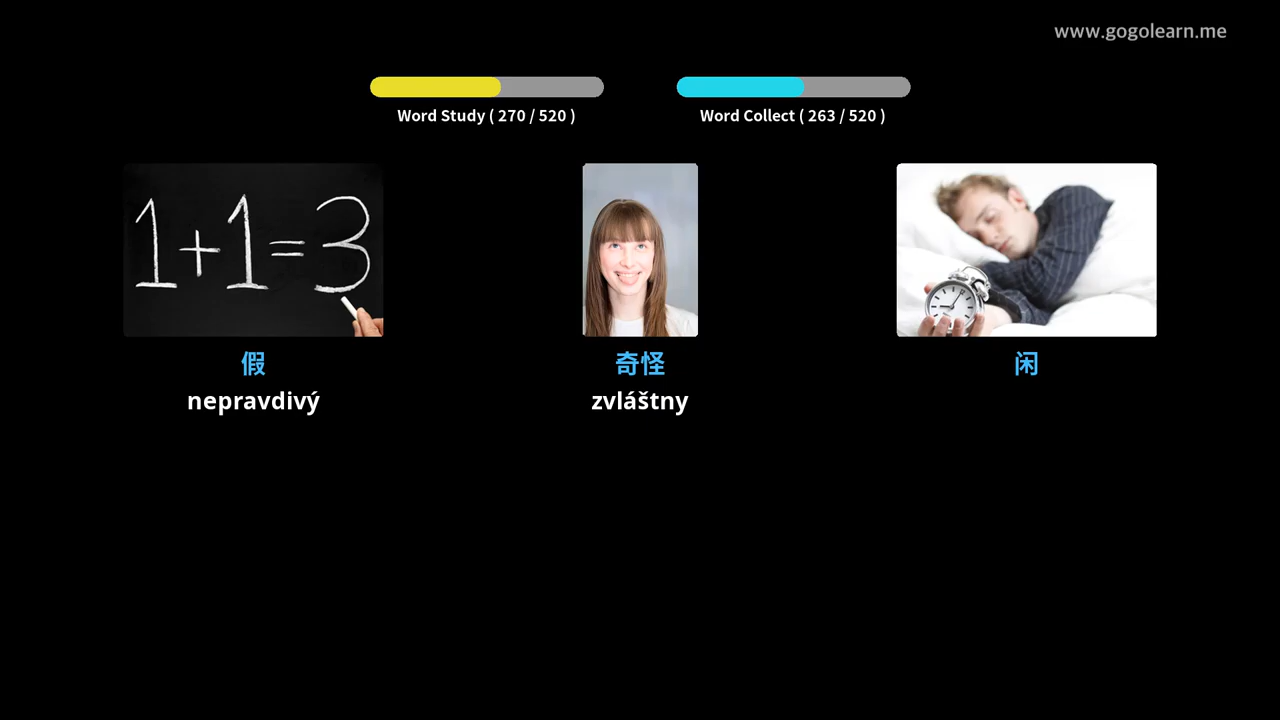 www.gogolearn.me
Word Study ( 270 / 520 )
Word Collect ( 263 / 520 )
1+1=3
假
nepravdivý
奇怪
zvláštny
闲